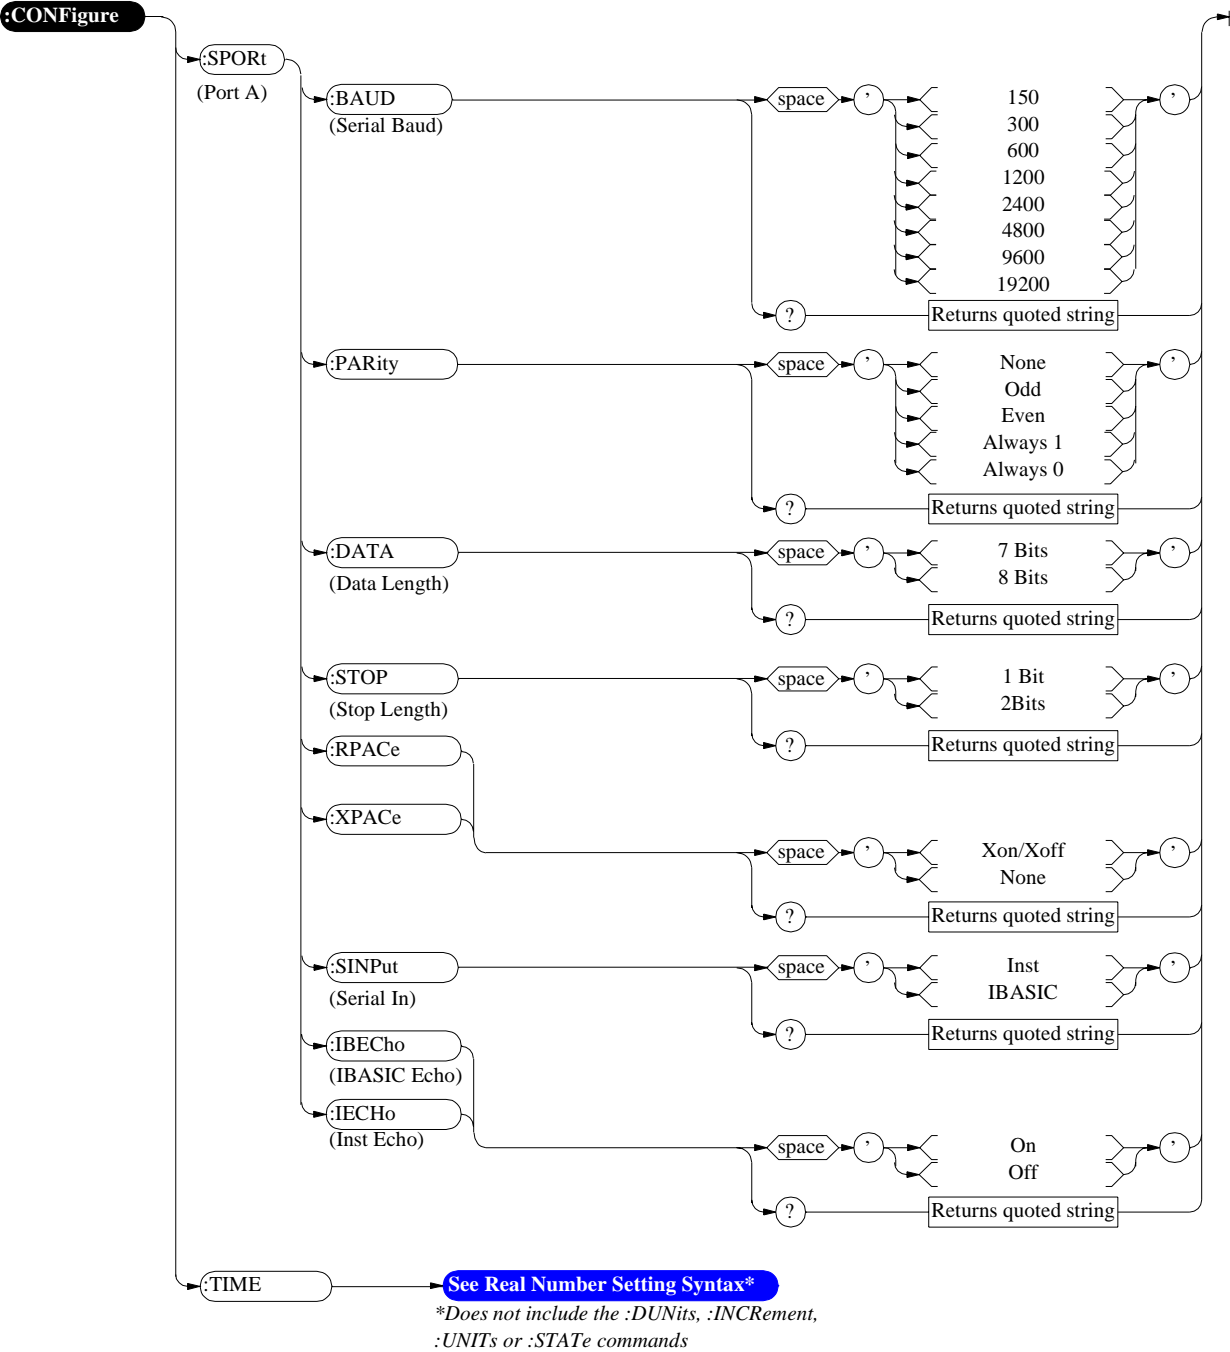 :CONFigure
:SPORt
(Port A)
:BAUD
(Serial Baud)
space
’
150
300
600
1200
2400
4800
9600
19200
’
?
Returns quoted string
:PARity
space
’
None
Odd
Even
Always 1
Always 0
’
?
Returns quoted string
:DATA
(Data Length)
space
’
7 Bits
8 Bits
’
?
Returns quoted string
:STOP
(Stop Length)
space
’
1 Bit
2Bits
’
?
Returns quoted string
:RPACe
:XPACe
space
’
Xon/Xoff
None
’
?
Returns quoted string
:SINPut
(Serial In)
space
’
Inst
IBASIC
’
?
Returns quoted string
:IBECho
(IBASIC Echo)
:IECHo
(Inst Echo)
space
’
On
Off
’
?
Returns quoted string
:TIME
See Real Number Setting Syntax*
*Does not include the :DUNits, :INCRement,
:UNITs or :STATe commands